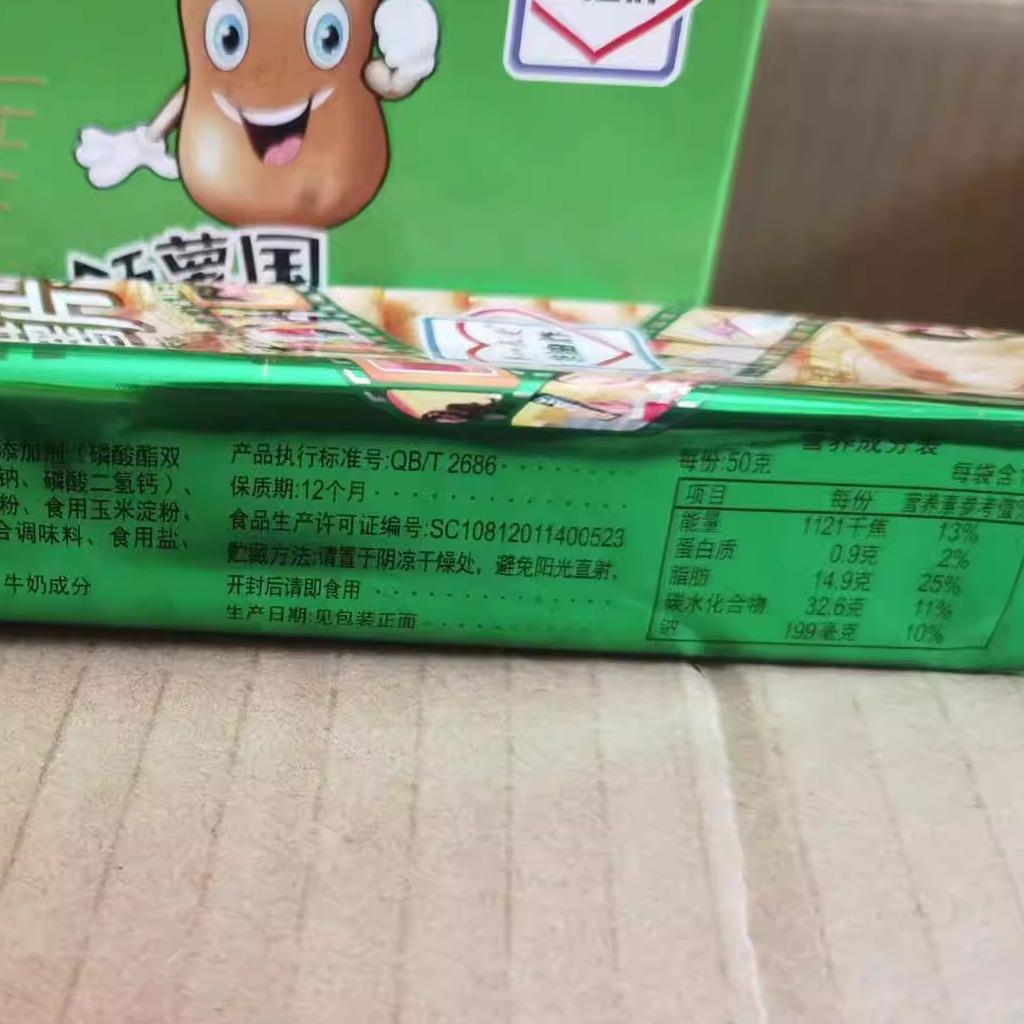 薯国
添加剂（磷酸酯双
钠、磷酸二氢钙）、
粉、食用玉米淀粉、
合调味料、食用盐、
牛奶成分
产品执行标准号:QB/T 2686
保质期:12个月
食品生产许可证编号:SC10812011400523
贮藏方法:请置于阴凉干燥处，避免阳光直射，
开封后请即食用
生产日期:见包装正面
营养成分表
每份:50克
每袋含
项目 每份 营养素参考值
能量 1121千焦 13%
蛋白质 0.9克 2%
脂肪 14.9克 25%
碳水化合物 32.6克 11%
钠 199毫克 10%